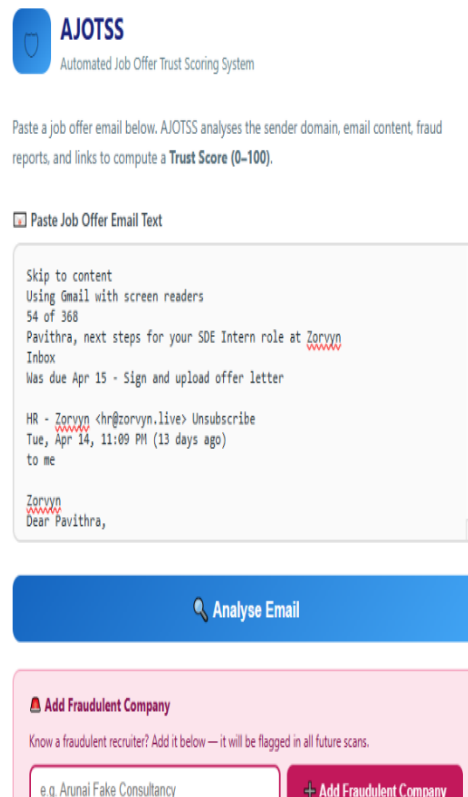 AJOTSS
Automated Job Offer Trust Scoring System
Paste a job offer email below. AJOTSS analyses the sender domain, email content, fraud
reports, and links to compute a Trust Score (0–100).
Paste Job Offer Email Text
Skip to content
Using Gmail with screen readers
54 of 368
Pavithra, next steps for your SDE Intern role at Zorvyn
Inbox
Was due Apr 15 - Sign and upload offer letter
HR - Zorvyn <hr@zorvyn.live> Unsubscribe
Tue, Apr 14, 11:09 PM (13 days ago)
to me
Zorvyn
Dear Pavithra,
Analyse Email
Add Fraudulent Company
Know a fraudulent recruiter? Add it below — it will be flagged in all future scans.
e.g. Arunai Fake Consultancy
Add Fraudulent Company